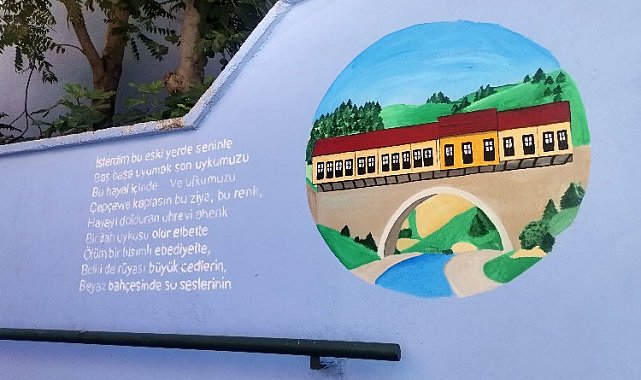 İsterdim bu eski yerde seninle
Baş başa uyumak son uykumuzu
Bu hayal içinde Ve ufkumuzu
Çepçevre kaplasın bu ziya, bu renk,
Havayı dolduran uhrevi ahenk
Bir ilah uykusu olur elbette
Ölüm bir tılsımlı ebediyette,
Belki de rüyası büyük cedlerin,
Beyaz bahçesinde su seslerinin